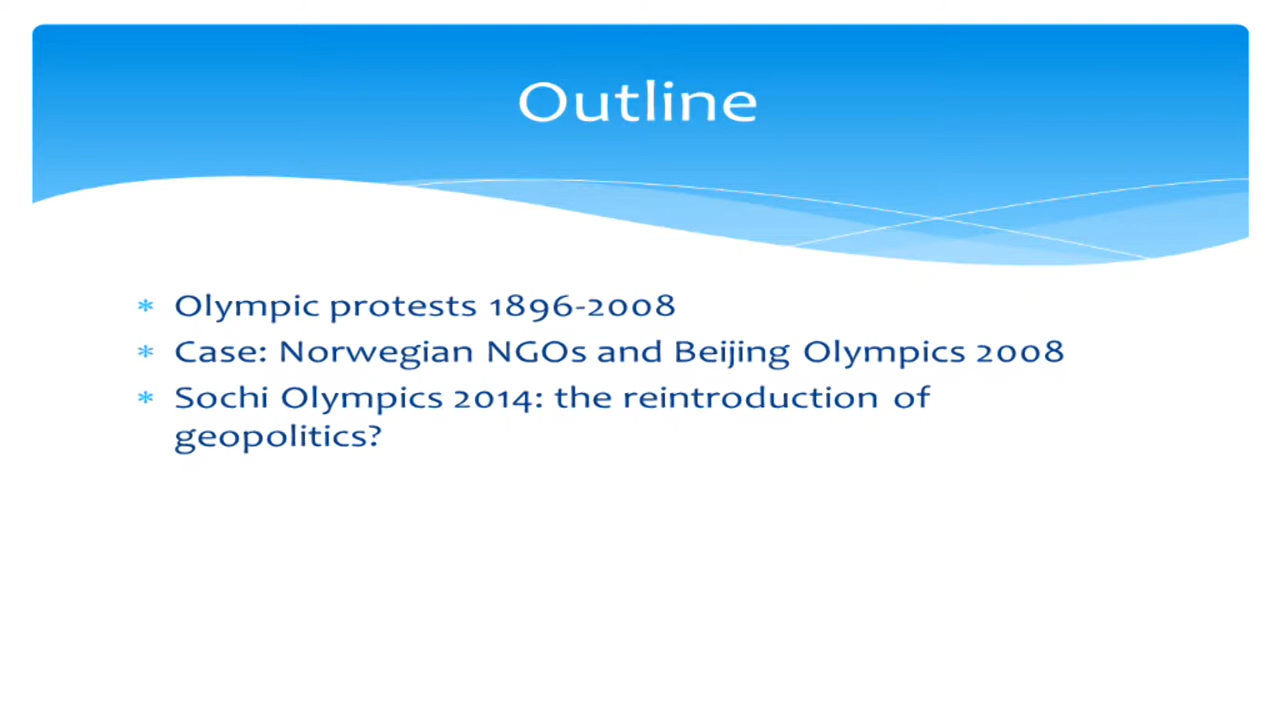 Outline
* Olympic protests 1896-2008
* Case: Norwegian NGOs and Beijing Olympics 2008
* Sochi Olympics 2014: the reintroduction of
geopolitics?